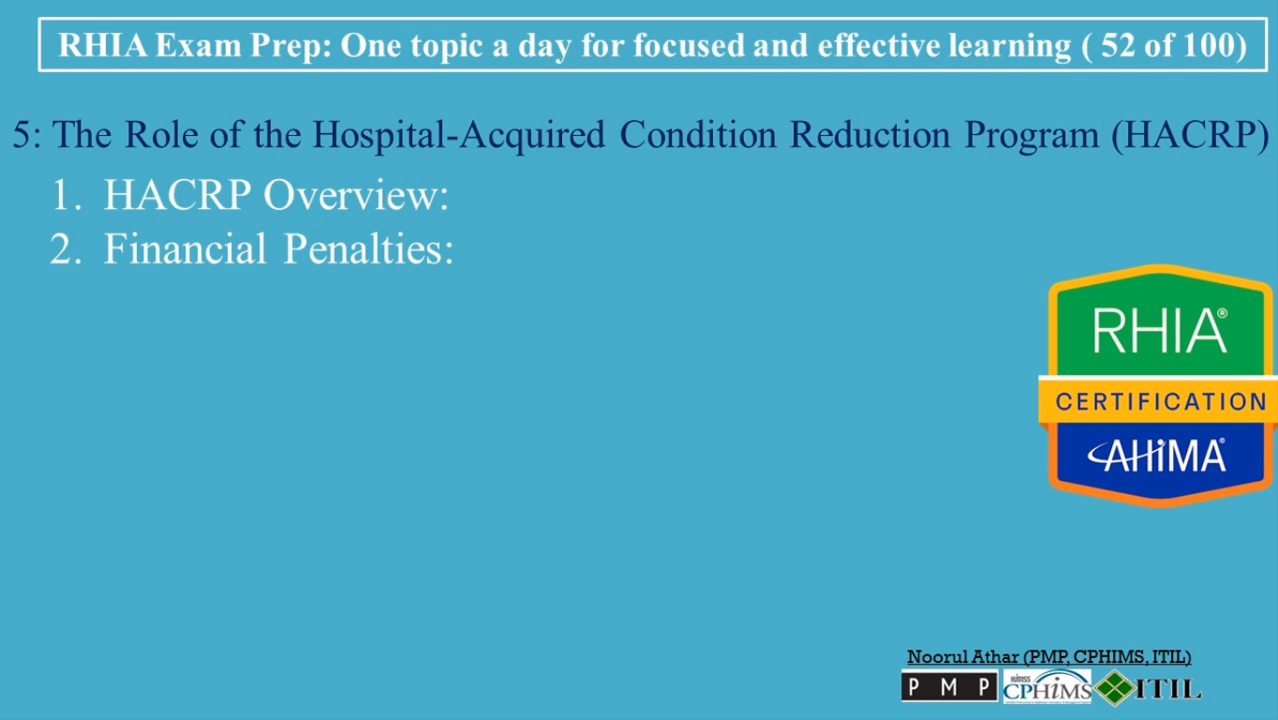 RHIA Exam Prep: One topic a day for focused and effective learning ( 52 of 100)
5: The Role of the Hospital-Acquired Condition Reduction Program (HACRP)
1. HACRP Overview:
2. Financial Penalties:
RHIA®
CERTIFICATION
AHiMA®
Noorul Athar (PMP, CPHIMS, ITIL)
P M P
HIMSS
CPHiMS
ITIL